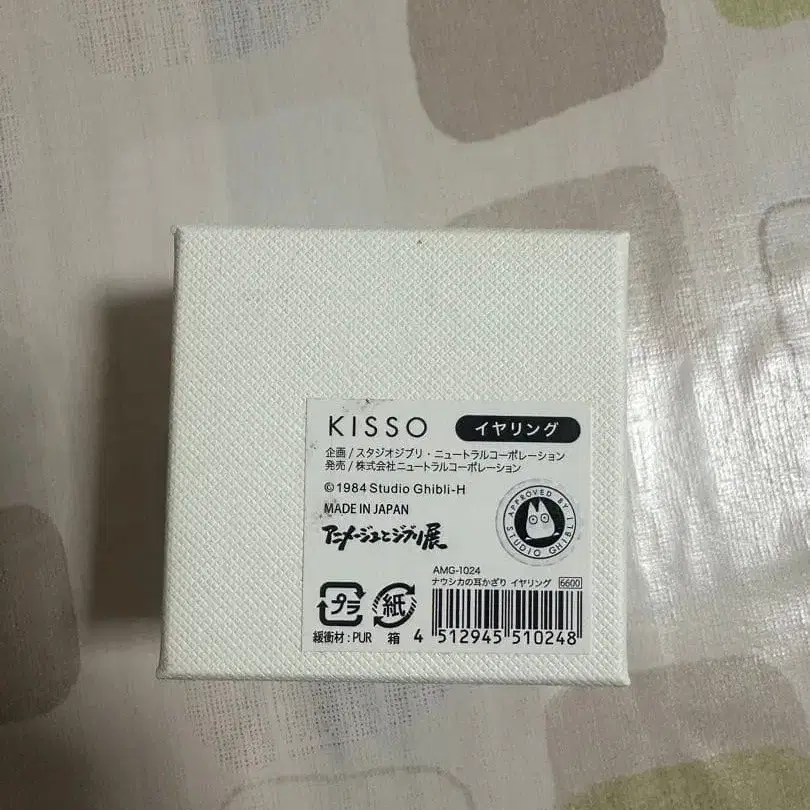 KISSO イヤリング
企画 / スタジオジブリ・ニュートラルコーポレーション
発売 / 株式会社ニュートラルコーポレーション
©1984 Studio Ghibli-H
MADE IN JAPAN
アニメージュとジブリ展
APPROVED BY
STUDIO GHIBLI
AMG-1024
ナウシカの耳かざり イヤリング 6600
プラ 紙
緩衝材 : PUR 箱
4 512945 510248